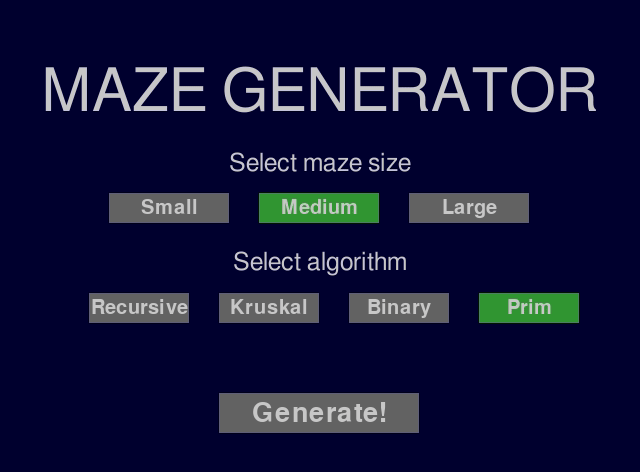 MAZE GENERATOR
Select maze size
Small Medium Large
Select algorithm
Recursive Kruskal Binary Prim
Generate!